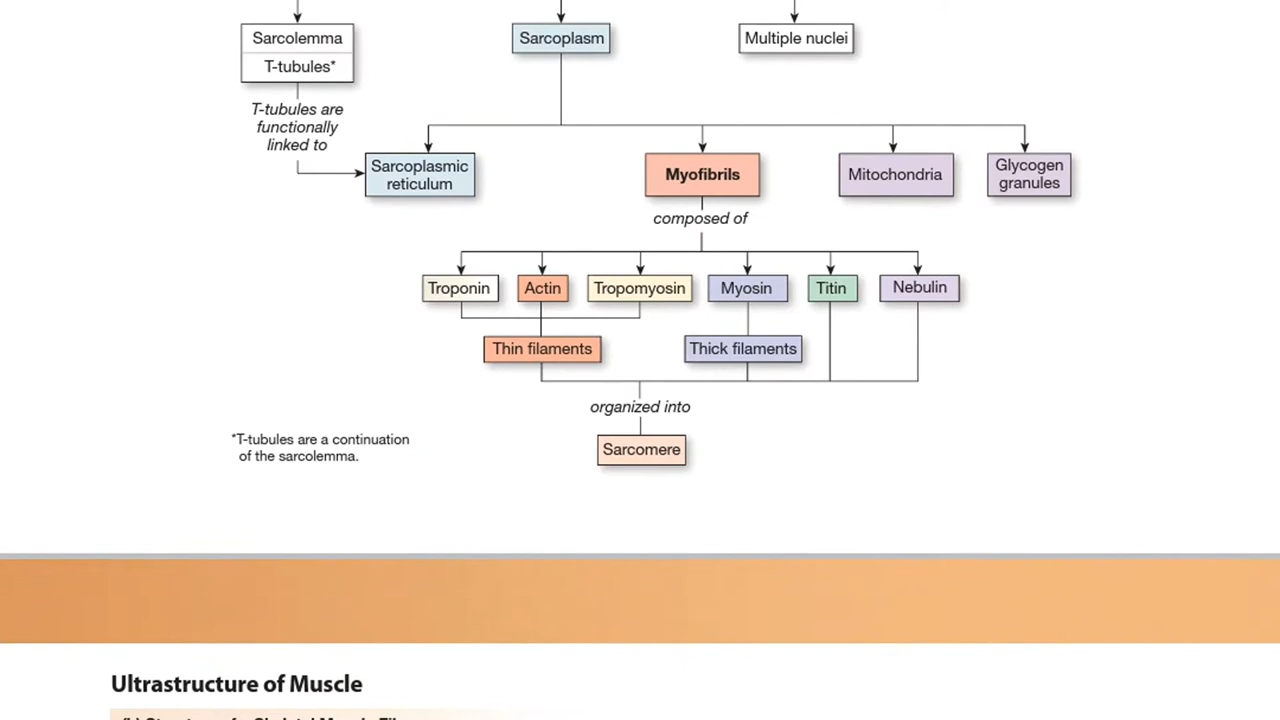 Sarcolemma
T-tubules*
Sarcoplasm
Multiple nuclei
T-tubules are
functionally
linked to
Sarcoplasmic
reticulum
Myofibrils
Mitochondria
Glycogen
granules
composed of
Troponin
Actin
Tropomyosin
Myosin
Titin
Nebulin
Thin filaments
Thick filaments
organized into
Sarcomere
*T-tubules are a continuation
of the sarcolemma.
Ultrastructure of Muscle